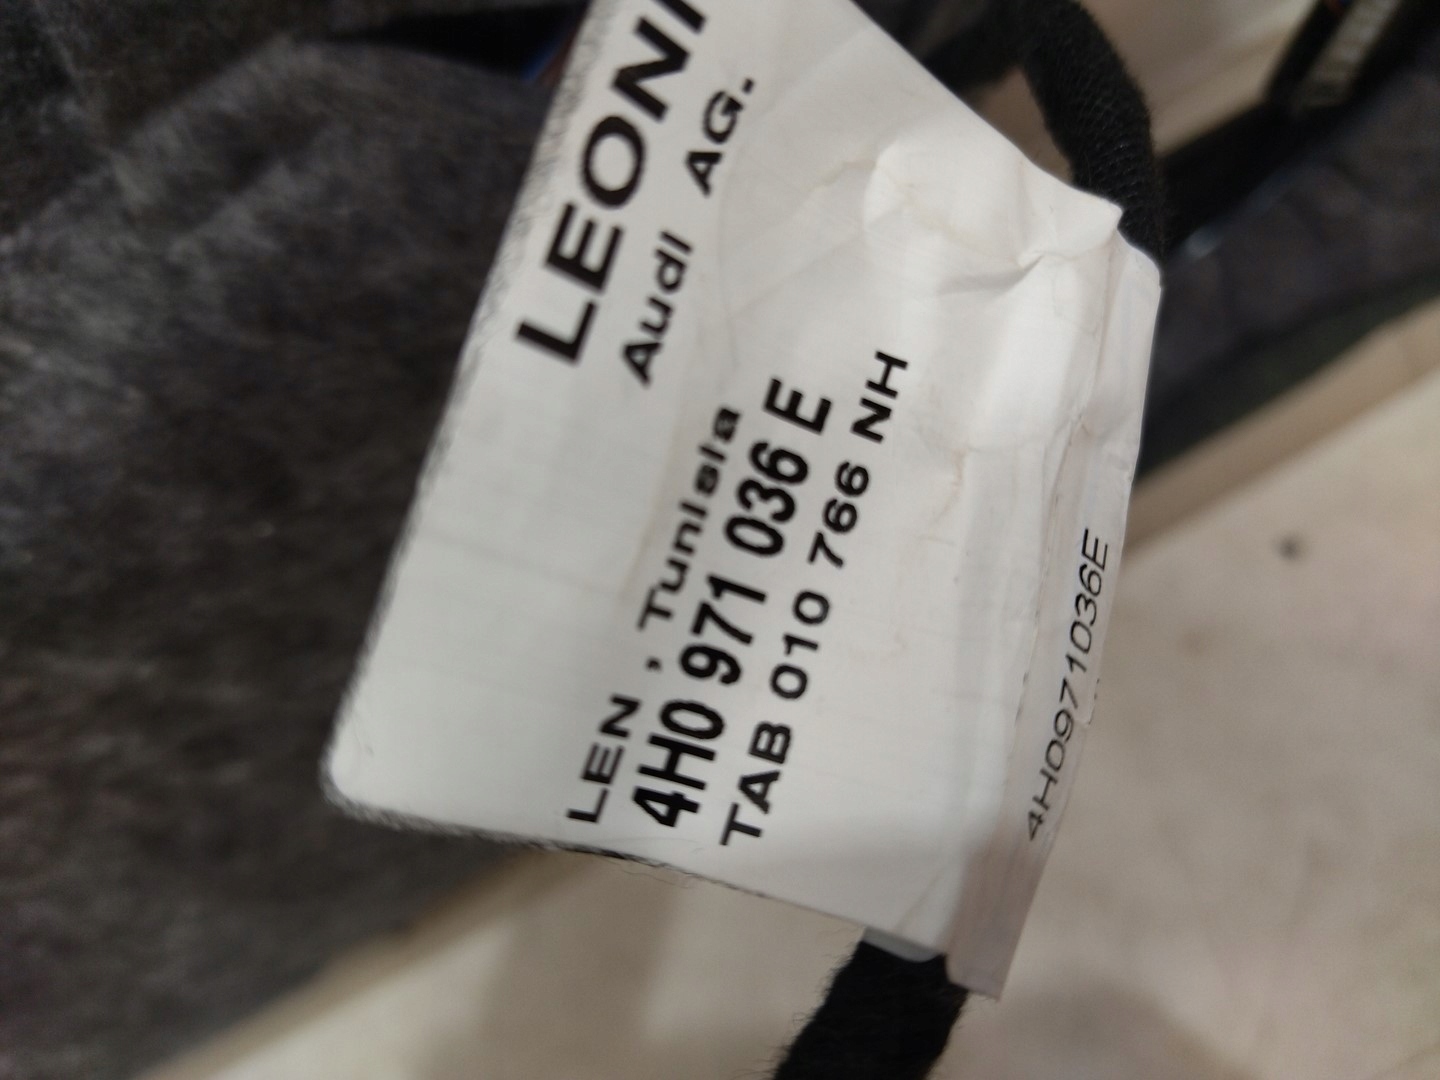 LEONI
Audi AG.
LEN , Tunisia
4H0 971 036 E
TAB 010 766 NH
4H0971036E